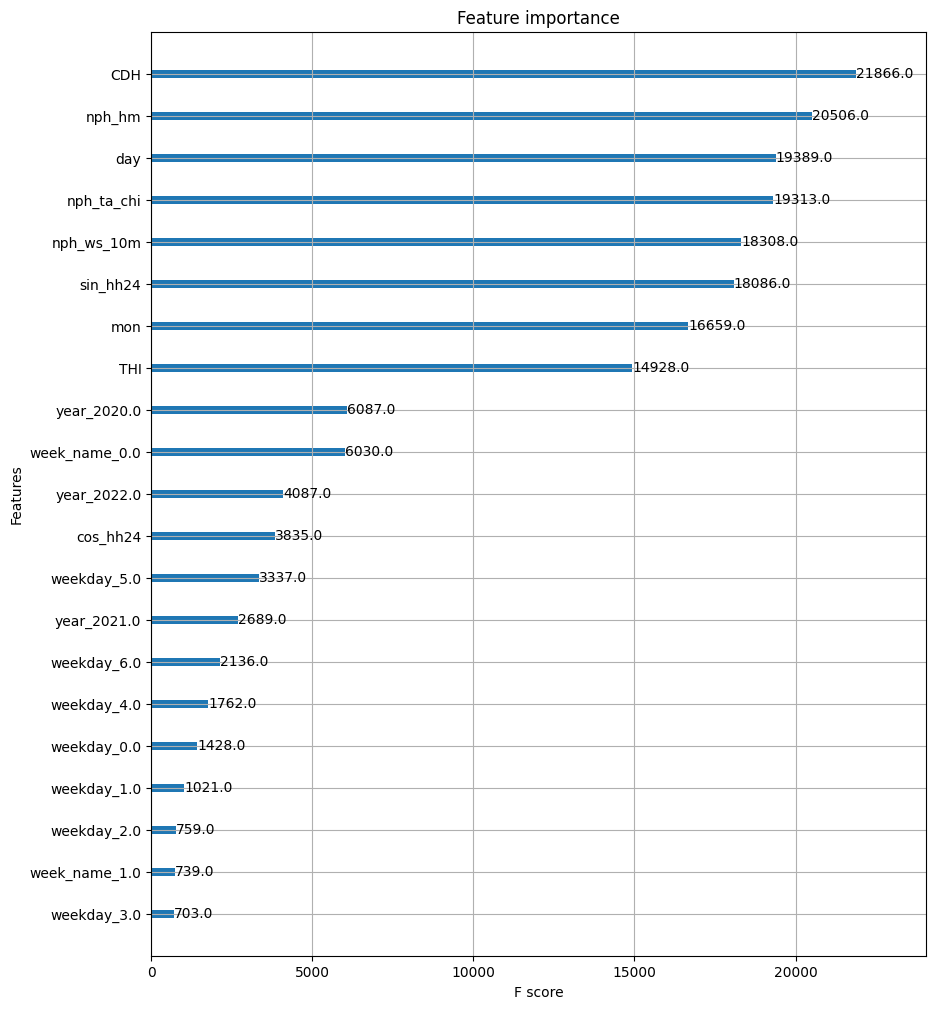 Feature importance
CDH 21866.0
nph_hm 20506.0
day 19389.0
nph_ta_chi 19313.0
nph_ws_10m 18308.0
sin_hh24 18086.0
mon 16659.0
THI 14928.0
year_2020.0 6087.0
week_name_0.0 6030.0
year_2022.0 4087.0
cos_hh24 3835.0
weekday_5.0 3337.0
year_2021.0 2689.0
weekday_6.0 2136.0
weekday_4.0 1762.0
weekday_0.0 1428.0
weekday_1.0 1021.0
weekday_2.0 759.0
week_name_1.0 739.0
weekday_3.0 703.0
Features
0 5000 10000 15000 20000
F score